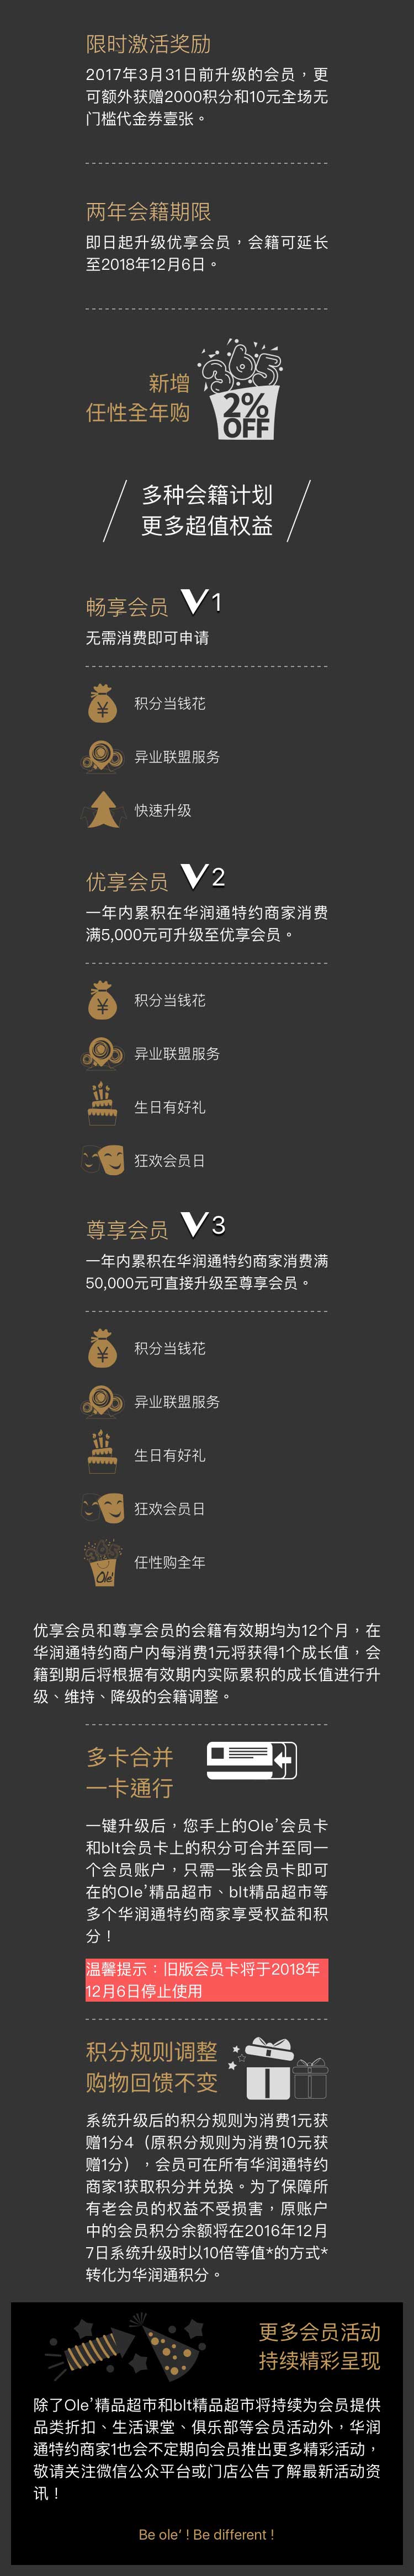 限时激活奖励
2017年3月31日前升级的会员，更
可额外获赠2000积分和10元全场无
门槛代金券壹张。
两年会籍期限
即日起升级优享会员，会籍可延长
至2018年12月6日。
365
新增
任性全年购
2%
OFF
多种会籍计划
更多超值权益
畅享会员 V1
无需消费即可申请
积分当钱花
异业联盟服务
快速升级
优享会员 V2
一年内累积在华润通特约商家消费
满5,000元可升级至优享会员。
积分当钱花
异业联盟服务
生日有好礼
狂欢会员日
尊享会员 V3
一年内累积在华润通特约商家消费满
50,000元可直接升级至尊享会员。
积分当钱花
异业联盟服务
生日有好礼
狂欢会员日
Ole' 任性购全年
优享会员和尊享会员的会籍有效期均为12个月，在
华润通特约商户内每消费1元将获得1个成长值，会
籍到期后将根据有效期内实际累积的成长值进行升
级、维持、降级的会籍调整。
多卡合并
一卡通行
一键升级后，您手上的Ole’会员卡
和blt会员卡上的积分可合并至同一
个会员账户，只需一张会员卡即可
在的Ole’精品超市、blt精品超市等
多个华润通特约商家享受权益和积
分！
温馨提示：旧版会员卡将于2018年
12月6日停止使用
积分规则调整
购物回馈不变
系统升级后的积分规则为消费1元获
赠1分4（原积分规则为消费10元获
赠1分），会员可在所有华润通特约
商家1获取积分并兑换。为了保障所
有老会员的权益不受损害，原账户
中的会员积分余额将在2016年12月
7日系统升级时以10倍等值*的方式*
转化为华润通积分。
更多会员活动
持续精彩呈现
除了Ole’精品超市和blt精品超市将持续为会员提供
品类折扣、生活课堂、俱乐部等会员活动外，华润
通特约商家1也会不定期向会员推出更多精彩活动，
敬请关注微信公众平台或门店公告了解最新活动资
讯！
Be ole’ ! Be different !